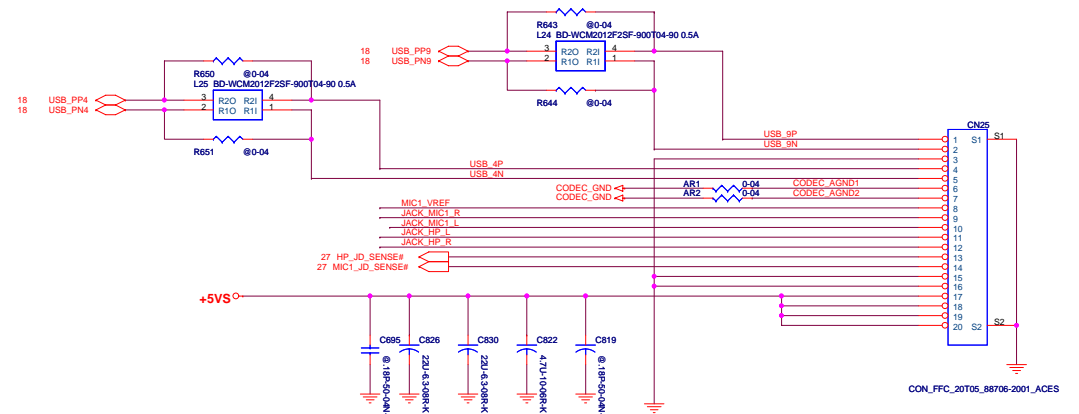 R643 @0-04
L24 BD-WCM2012F2SF-900T04-90 0.5A
18 USB_PP9 3 R2O R2I 4
18 USB_PN9 2 R1O R1I 1
R644 @0-04
R650 @0-04
L25 BD-WCM2012F2SF-900T04-90 0.5A
18 USB_PP4 3 R2O R2I 4
18 USB_PN4 2 R1O R1I 1
R651 @0-04
CN25
USB_9P 1 S1 S1
USB_9N 2
3
USB_4P 4
USB_4N 5
CODEC_GND AR1 0-04 CODEC_AGND1 6
CODEC_GND AR2 0-04 CODEC_AGND2 7
MIC1_VREF 8
JACK_MIC1_R 9
JACK_MIC1_L 10
JACK_HP_L 11
JACK_HP_R 12
27 HP_JD_SENSE# 13
27 MIC1_JD_SENSE# 14
15
16
+5VS 17
18
19
20 S2 S2
C695 C826 C830 C822 C819
@.18P-50-04N
22U-6.3-08R-K
22U-6.3-08R-K
4.7U-10-06R-K
@.18P-50-04N
CON_FFC_20T05_88706-2001_ACES